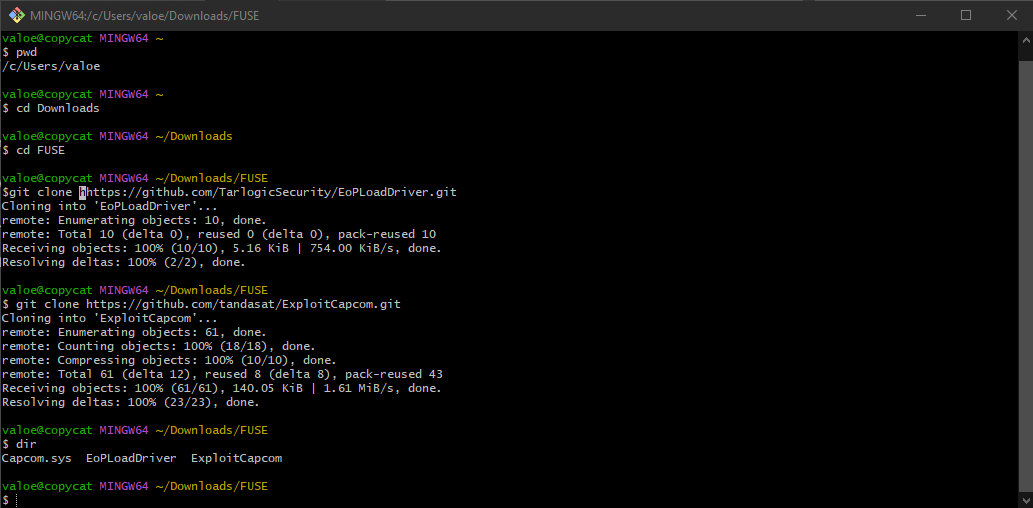 MINGW64:/c/Users/valoe/Downloads/FUSE
valoe@copycat MINGW64 ~
$ pwd
/c/Users/valoe
valoe@copycat MINGW64 ~
$ cd Downloads
valoe@copycat MINGW64 ~/Downloads
$ cd FUSE
valoe@copycat MINGW64 ~/Downloads/FUSE
$git clone hhttps://github.com/TarlogicSecurity/EoPLoadDriver.git
Cloning into 'EoPLoadDriver'...
remote: Enumerating objects: 10, done.
remote: Total 10 (delta 0), reused 0 (delta 0), pack-reused 10
Receiving objects: 100% (10/10), 5.16 KiB | 754.00 KiB/s, done.
Resolving deltas: 100% (2/2), done.
valoe@copycat MINGW64 ~/Downloads/FUSE
$ git clone https://github.com/tandasat/ExploitCapcom.git
Cloning into 'ExploitCapcom'...
remote: Enumerating objects: 61, done.
remote: Counting objects: 100% (18/18), done.
remote: Compressing objects: 100% (10/10), done.
remote: Total 61 (delta 12), reused 8 (delta 8), pack-reused 43
Receiving objects: 100% (61/61), 140.05 KiB | 1.61 MiB/s, done.
Resolving deltas: 100% (23/23), done.
valoe@copycat MINGW64 ~/Downloads/FUSE
$ dir
Capcom.sys  EoPLoadDriver  ExploitCapcom
valoe@copycat MINGW64 ~/Downloads/FUSE
$